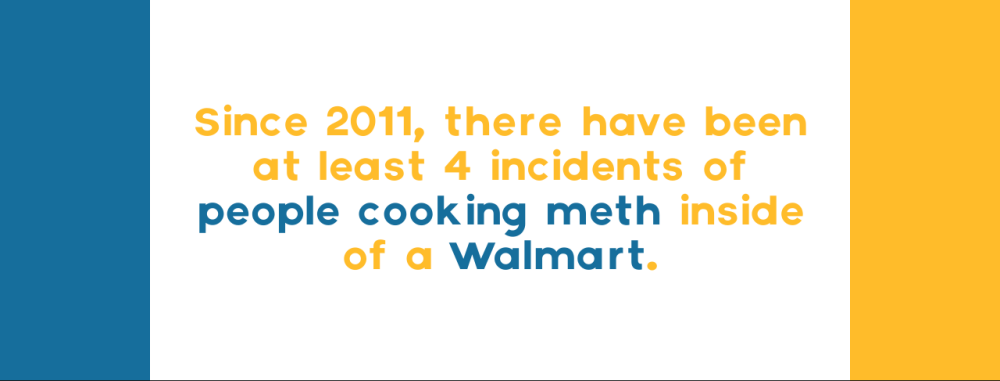 Since 2011, there have been
at least 4 incidents of
people cooking meth inside
of a Walmart.